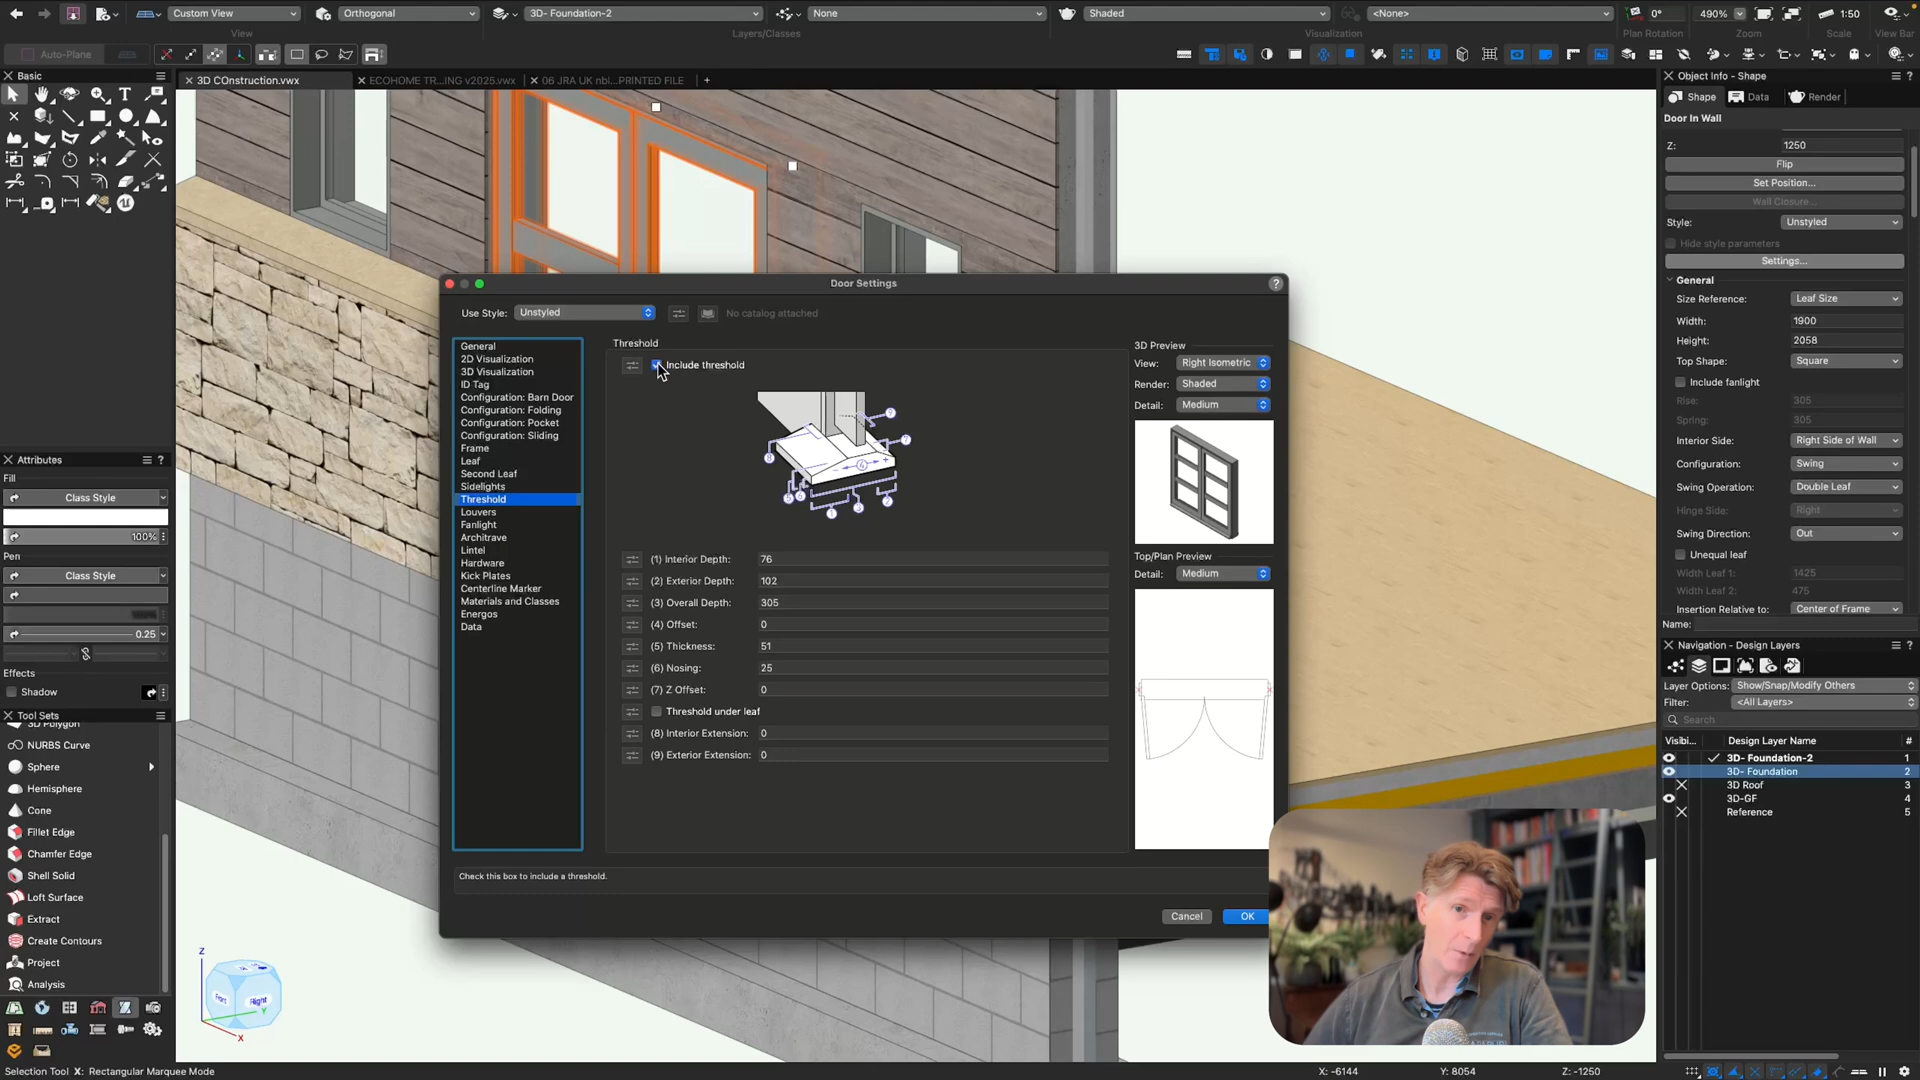 Custom View
Orthogonal
3D- Foundation-2
None
Shaded
<None>
0°
490%
1:50
View
Layers/Classes
Visualization
Plan Rotation
Zoom
Scale
View Bar
Auto-Plane
Basic
3D COnstruction.vwx
ECOHOME TR...ING v2025.vwx
06 JRA UK nbl...PRINTED FILE
Attributes
Fill
Class Style
100%
Pen
Class Style
0.25
Effects
Shadow
Tool Sets
3D Polygon
NURBS Curve
Sphere
Hemisphere
Cone
Fillet Edge
Chamfer Edge
Shell Solid
Loft Surface
Extract
Create Contours
Project
Analysis
Selection Tool X: Rectangular Marquee Mode
Z
Right
Y
X
Door Settings
?
Use Style:
Unstyled
No catalog attached
General
2D Visualization
3D Visualization
ID Tag
Configuration: Barn Door
Configuration: Folding
Configuration: Pocket
Configuration: Sliding
Frame
Leaf
Second Leaf
Sidelights
Threshold
Louvers
Fanlight
Architrave
Lintel
Hardware
Kick Plates
Centerline Marker
Materials and Classes
Energos
Data
Threshold
Include threshold
9
7
8
4
5
6
1
3
2
(1) Interior Depth: 76
(2) Exterior Depth: 102
(3) Overall Depth: 305
(4) Offset: 0
(5) Thickness: 51
(6) Nosing: 25
(7) Z Offset: 0
Threshold under leaf
(8) Interior Extension: 0
(9) Exterior Extension: 0
3D Preview
View: Right Isometric
Render: Shaded
Detail: Medium
Top/Plan Preview
Detail: Medium
Check this box to include a threshold.
Cancel
OK
Object Info - Shape
Shape
Data
Render
Door In Wall
Z: 1250
Flip
Set Position...
Wall Closure...
Style: Unstyled
Hide style parameters
Settings...
General
Size Reference: Leaf Size
Width: 1900
Height: 2058
Top Shape: Square
Include fanlight
Rise: 305
Spring: 305
Interior Side: Right Side of Wall
Configuration: Swing
Swing Operation: Double Leaf
Hinge Side: Right
Swing Direction: Out
Unequal leaf
Width Leaf 1: 1425
Width Leaf 2: 475
Insertion Relative to: Center of Frame
Name:
Navigation - Design Layers
Layer Options: Show/Snap/Modify Others
Filter: <All Layers>
Search
Visibi... Design Layer Name #
3D- Foundation-2 1
3D- Foundation 2
3D Roof 3
3D-GF 4
Reference 5
X: -6144
Y: 8054
Z: -1250